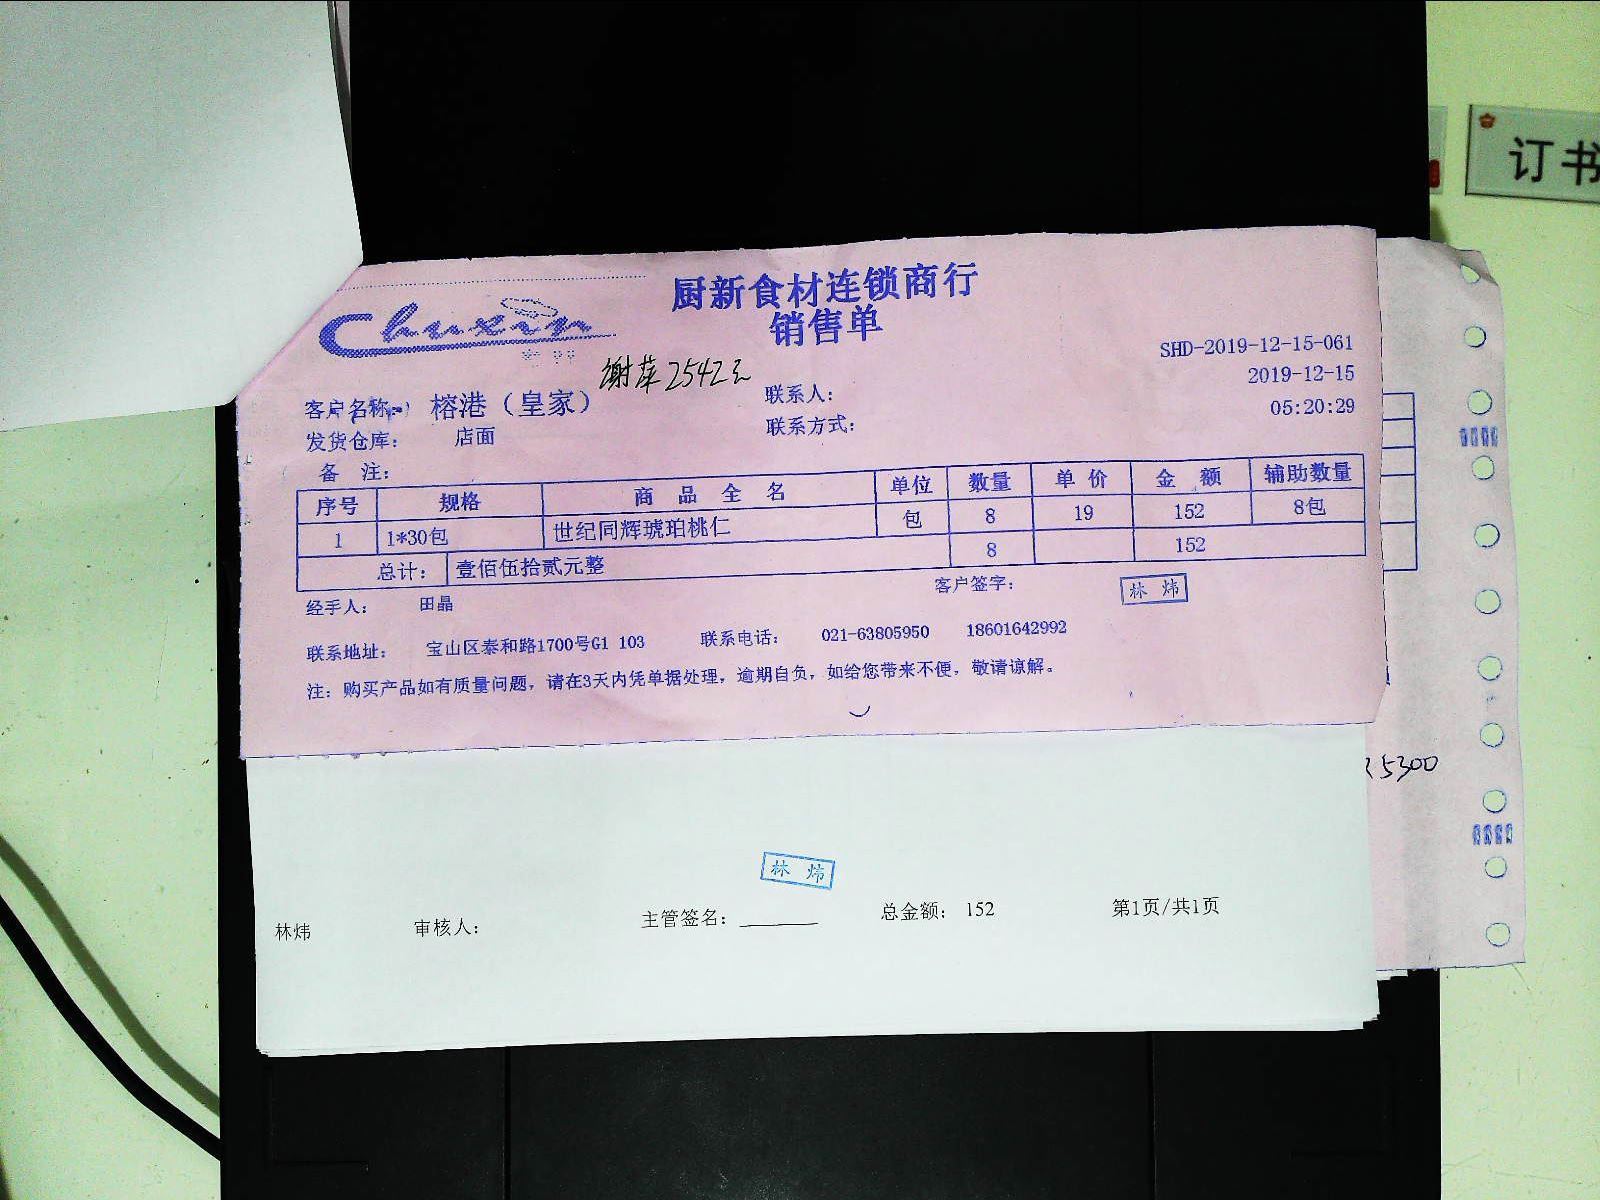 订书
厨新食材连锁商行
Chuxin
销售单
SHD-2019-12-15-061
谢萍2542元
2019-12-15
客户名称: 榕港（皇家） 联系人:
05:20:29
发货仓库: 店面 联系方式:
备 注:
序号 规格 商 品 全 名 单位 数量 单 价 金 额 辅助数量
1 1*30包 世纪同辉琥珀桃仁 包 8 19 152 8包
总计: 壹佰伍拾贰元整 8 152
经手人: 田晶 客户签字: 林 炜
联系地址: 宝山区泰和路1700号G1 103 联系电话: 021-63805950 18601642992
注: 购买产品如有质量问题，请在3天内凭单据处理，逾期自负，如给您带来不便，敬请谅解。
5300
林 炜
林炜 审核人: 主管签名: 总金额: 152 第1页/共1页